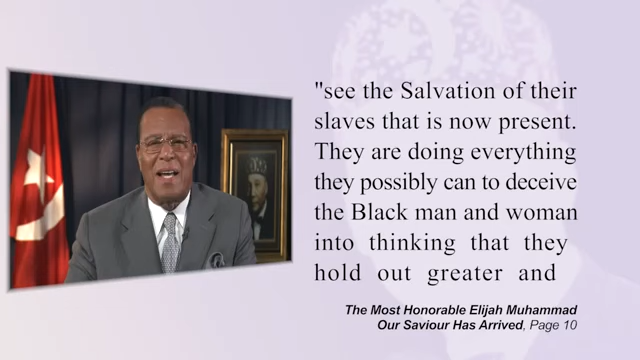 "see the Salvation of their
slaves that is now present.
They are doing everything
they possibly can to deceive
the Black man and woman
into thinking that they
hold out greater and
The Most Honorable Elijah Muhammad
Our Saviour Has Arrived, Page 10